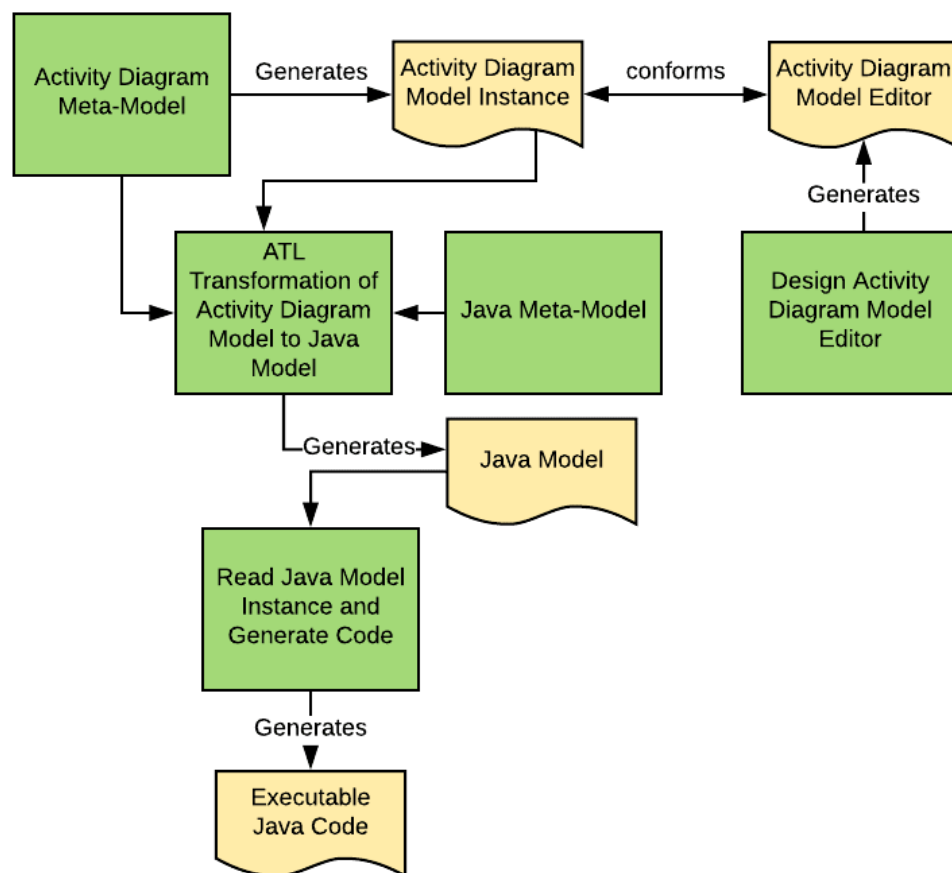 Activity Diagram
Meta-Model
Generates
Activity Diagram
Model Instance
conforms
Activity Diagram
Model Editor
Generates
ATL
Transformation of
Activity Diagram
Model to Java
Model
Java Meta-Model
Design Activity
Diagram Model
Editor
Generates
Java Model
Read Java Model
Instance and
Generate Code
Generates
Executable
Java Code